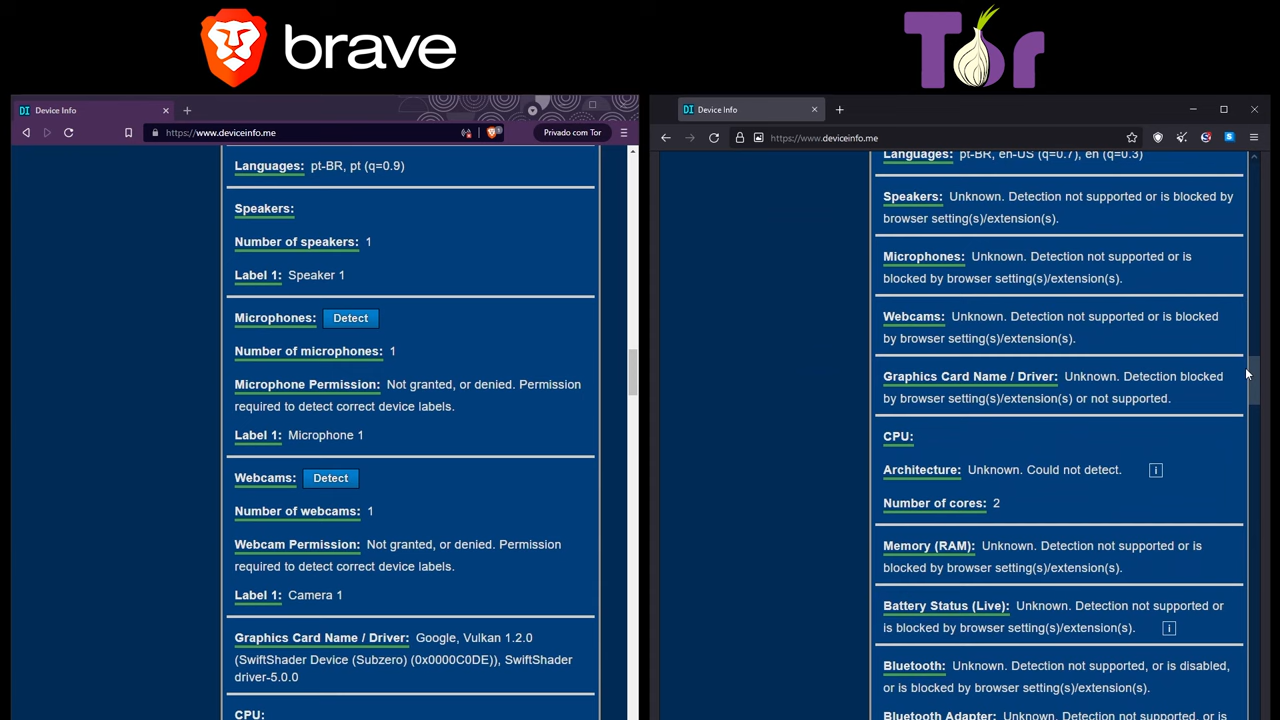 brave
Tor
Device Info
https://www.deviceinfo.me
Privado com Tor
Languages: pt-BR, pt (q=0.9)
Speakers:
Number of speakers: 1
Label 1: Speaker 1
Microphones: Detect
Number of microphones: 1
Microphone Permission: Not granted, or denied. Permission
required to detect correct device labels.
Label 1: Microphone 1
Webcams: Detect
Number of webcams: 1
Webcam Permission: Not granted, or denied. Permission
required to detect correct device labels.
Label 1: Camera 1
Graphics Card Name / Driver: Google, Vulkan 1.2.0
(SwiftShader Device (Subzero) (0x0000C0DE)), SwiftShader
driver-5.0.0
CPU:
Device Info
https://www.deviceinfo.me
Languages: pt-BR, en-US (q=0.7), en (q=0.3)
Speakers: Unknown. Detection not supported or is blocked by
browser setting(s)/extension(s).
Microphones: Unknown. Detection not supported or is
blocked by browser setting(s)/extension(s).
Webcams: Unknown. Detection not supported or is blocked
by browser setting(s)/extension(s).
Graphics Card Name / Driver: Unknown. Detection blocked
by browser setting(s)/extension(s) or not supported.
CPU:
Architecture: Unknown. Could not detect. i
Number of cores: 2
Memory (RAM): Unknown. Detection not supported or is
blocked by browser setting(s)/extension(s).
Battery Status (Live): Unknown. Detection not supported or
is blocked by browser setting(s)/extension(s). i
Bluetooth: Unknown. Detection not supported, or is disabled,
or is blocked by browser setting(s)/extension(s).
Bluetooth Adapter: Unknown. Detection not supported, or is